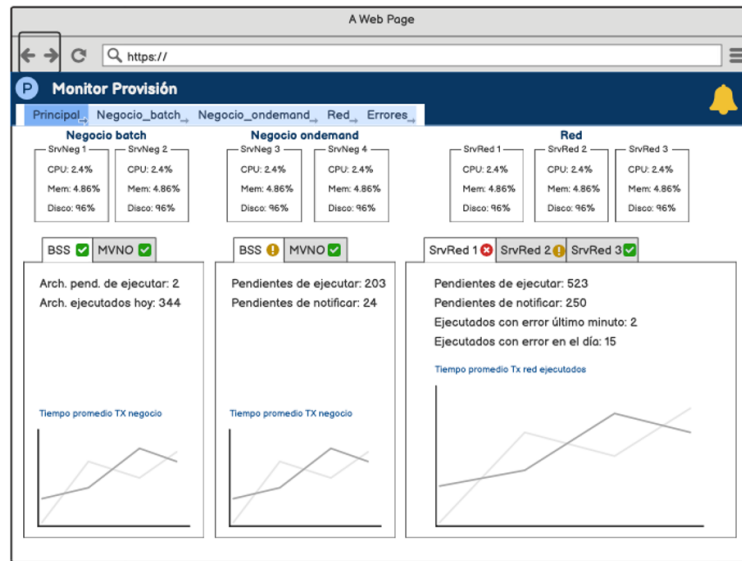 A Web Page
https://
P Monitor Provisión
Principal Negocio_batch Negocio_ondemand Red Errores
Negocio batch
SrvNeg 1 SrvNeg 2
CPU: 2.4% CPU: 2.4%
Mem: 4.86% Mem: 4.86%
Disco: 96% Disco: 96%
Negocio ondemand
SrvNeg 3 SrvNeg 4
CPU: 2.4% CPU: 2.4%
Mem: 4.86% Mem: 4.86%
Disco: 96% Disco: 96%
Red
SrvRed 1 SrvRed 2 SrvRed 3
CPU: 2.4% CPU: 2.4% CPU: 2.4%
Mem: 4.86% Mem: 4.86% Mem: 4.86%
Disco: 96% Disco: 96% Disco: 96%
BSS MVNO
Arch. pend. de ejecutar: 2
Arch. ejecutados hoy: 344
Tiempo promedio TX negocio
BSS MVNO
Pendientes de ejecutar: 203
Pendientes de notificar: 24
Tiempo promedio TX negocio
SrvRed 1 SrvRed 2 SrvRed 3
Pendientes de ejecutar: 523
Pendientes de notificar: 250
Ejecutados con error último minuto: 2
Ejecutados con error en el día: 15
Tiempo promedio Tx red ejecutados